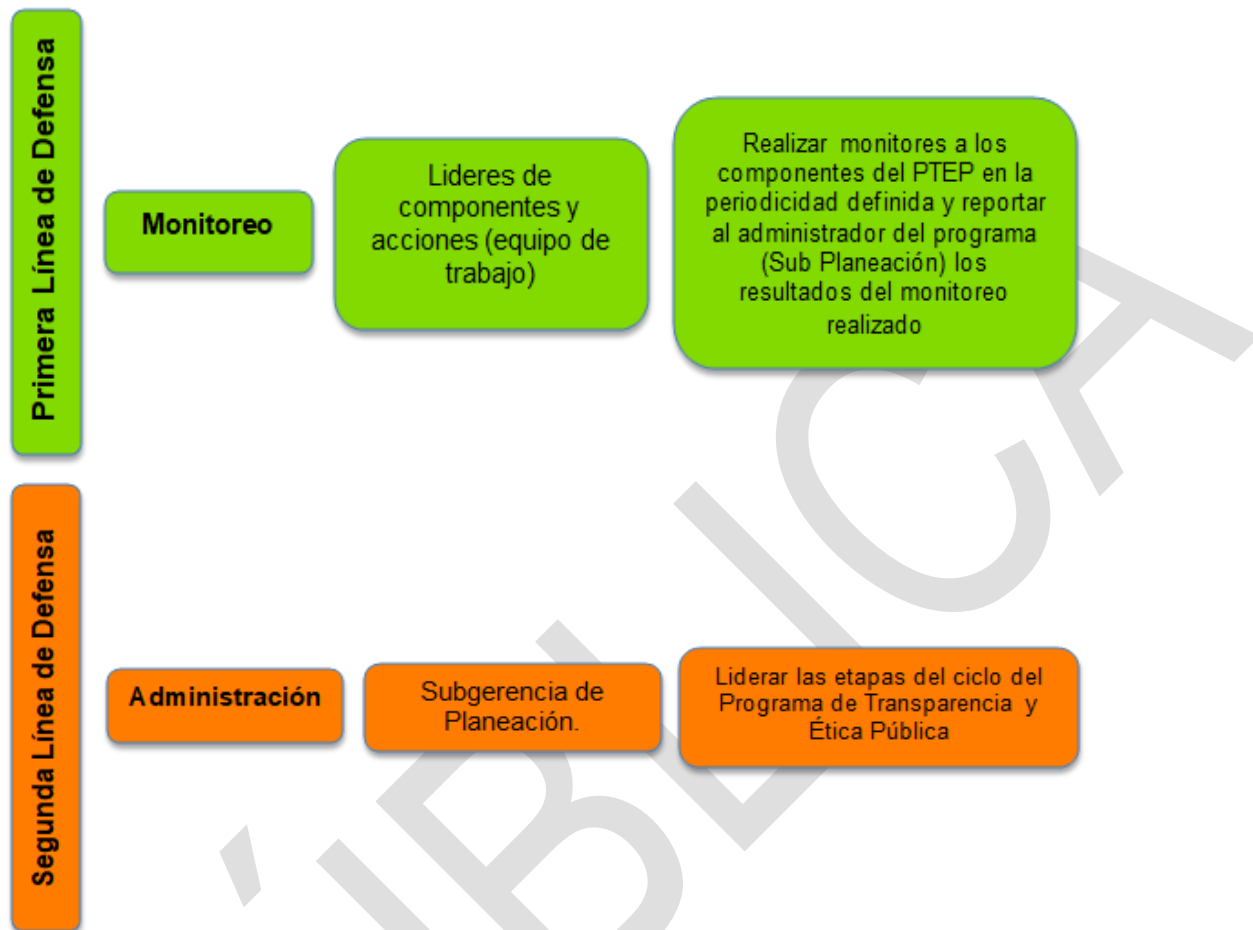 Primera Línea de Defensa
Monitoreo
Lideres de
componentes y
acciones (equipo de
trabajo)
Realizar monitores a los
componentes del PTEP en la
periodicidad definida y reportar
al administrador del programa
(Sub Planeación) los
resultados del monitoreo
realizado
Segunda Línea de Defensa
Administración
Subgerencia de
Planeación.
Liderar las etapas del ciclo del
Programa de Transparencia y
Ética Pública
ÍBLICA